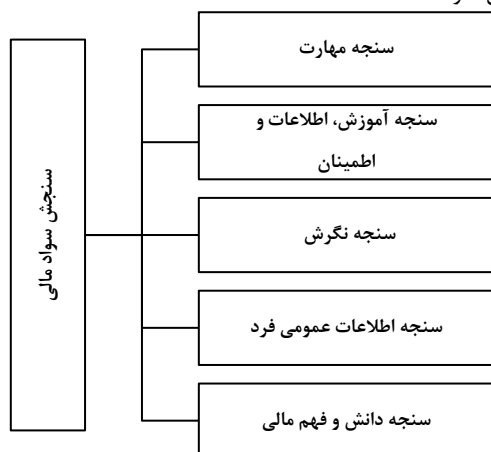 سنجه مهارت
سنجه آموزش، اطلاعات و
اطمینان
سنجه نگرش
سنجه اطلاعات عمومی فرد
سنجه دانش و فهم مالی
سنجش سواد مالی